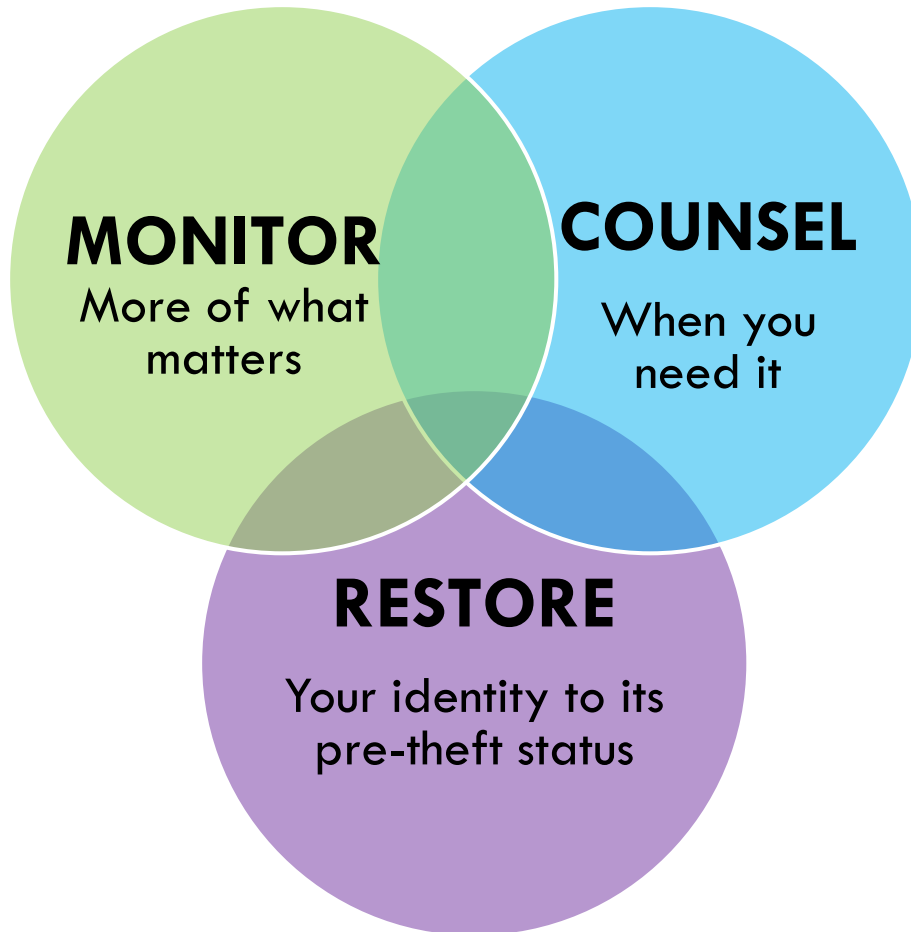 MONITOR
More of what
matters
COUNSEL
When you
need it
RESTORE
Your identity to its
pre-theft status